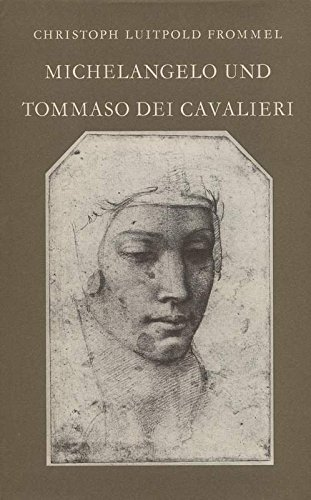 CHRISTOPH LUITPOLD FROMMEL
MICHELANGELO UND
TOMMASO DEI CAVALIERI